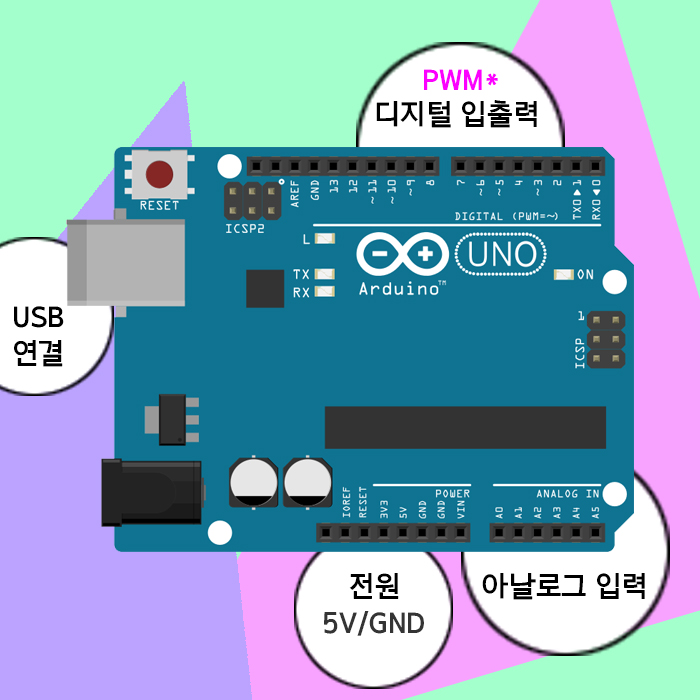 PWM*
디지털 입출력
RESET
ICSP2
AREF
GND
13
12
~11
~10
~9
8
7
~6
~5
4
~3
2
TX0▶1
RX0◀0
DIGITAL (PWM=~)
L
TX
RX
UNO
Arduino™
ON
1
ICSP
USB
연결
POWER
ANALOG IN
IOREF
RESET
3V3
5V
GND
GND
VIN
A0
A1
A2
A3
A4
A5
전원
5V/GND
아날로그 입력